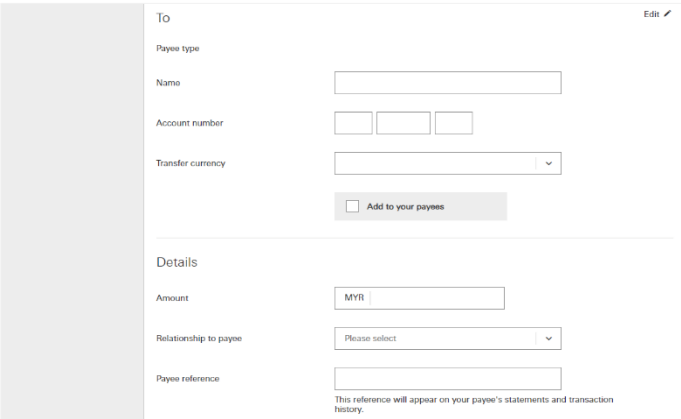 To
Edit
Payee type
Name
Account number
Transfer currency
Add to your payees
Details
Amount
MYR
Relationship to payee
Please select
Payee reference
This reference will appear on your payee's statements and transaction
history.